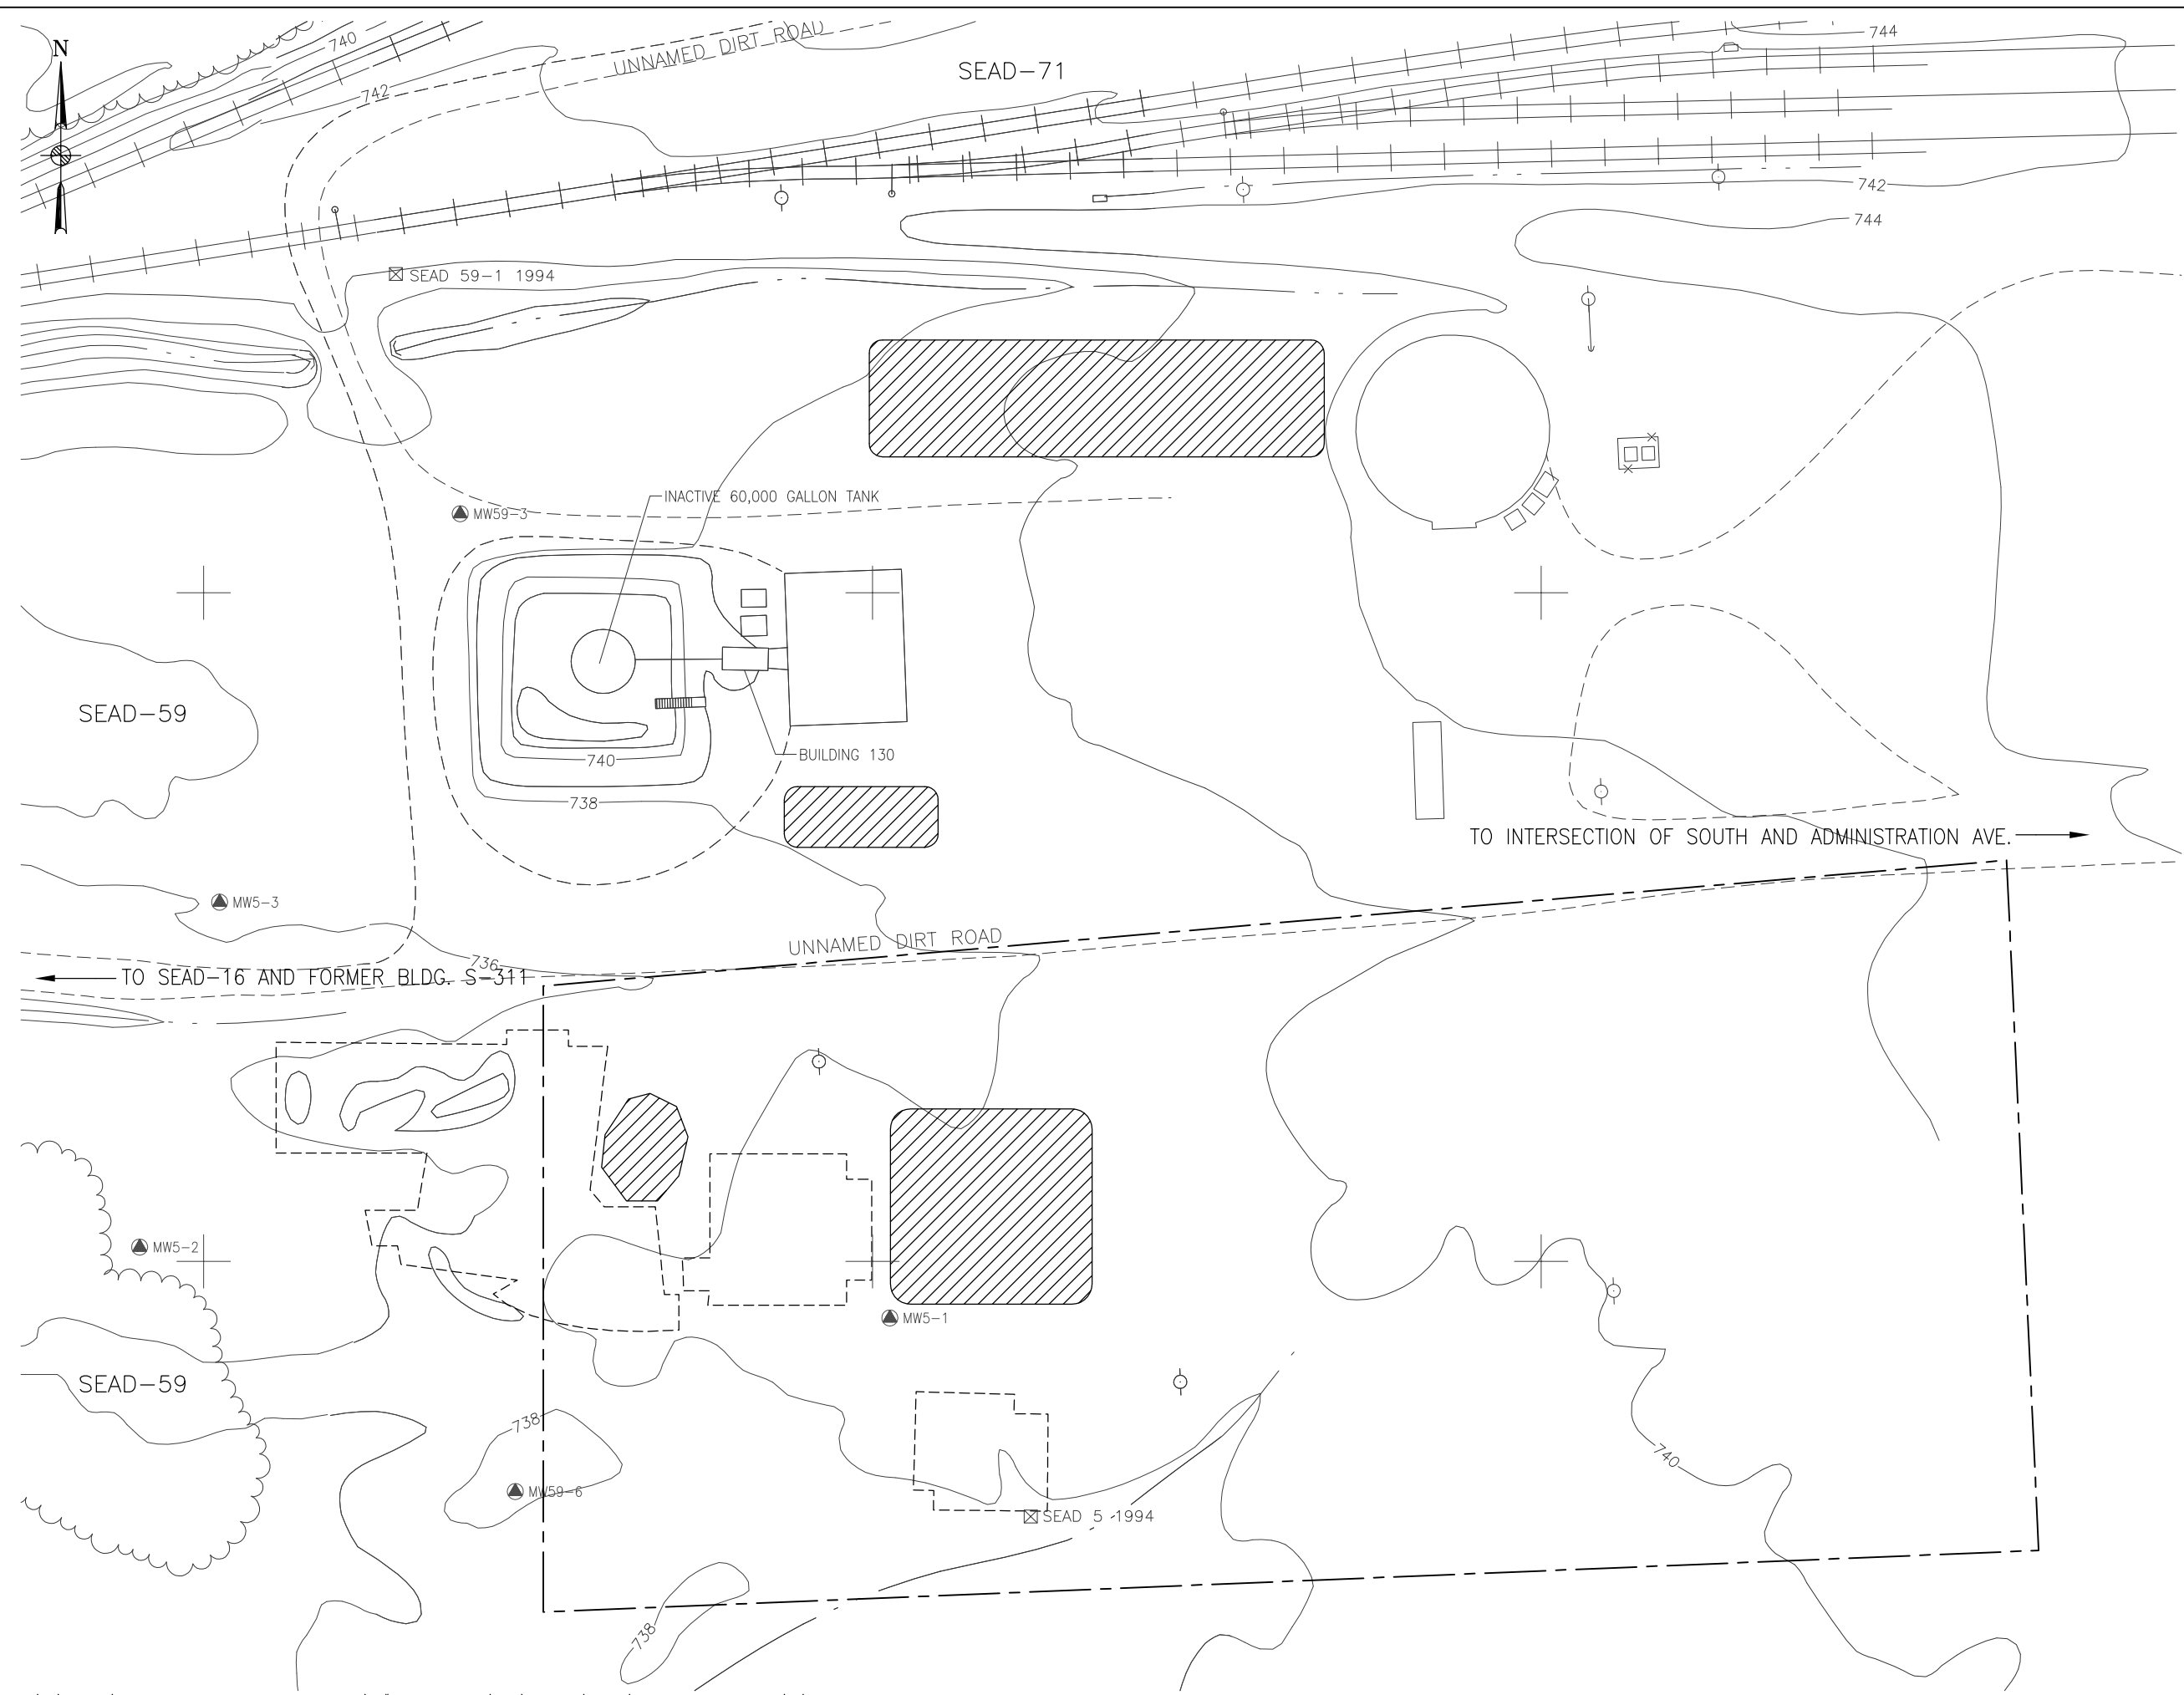 N
740
UNNAMED DIRT ROAD
744
SEAD-71
742
742
744
SEAD 59-1 1994
INACTIVE 60,000 GALLON TANK
MW59-3
SEAD-59
BUILDING 130
740
738
TO INTERSECTION OF SOUTH AND ADMINISTRATION AVE.
MW5-3
UNNAMED DIRT ROAD
736
TO SEAD-16 AND FORMER BLDG. S-311
MW5-2
MW5-1
SEAD-59
738
740
MW59-6
SEAD 5 -1994
738